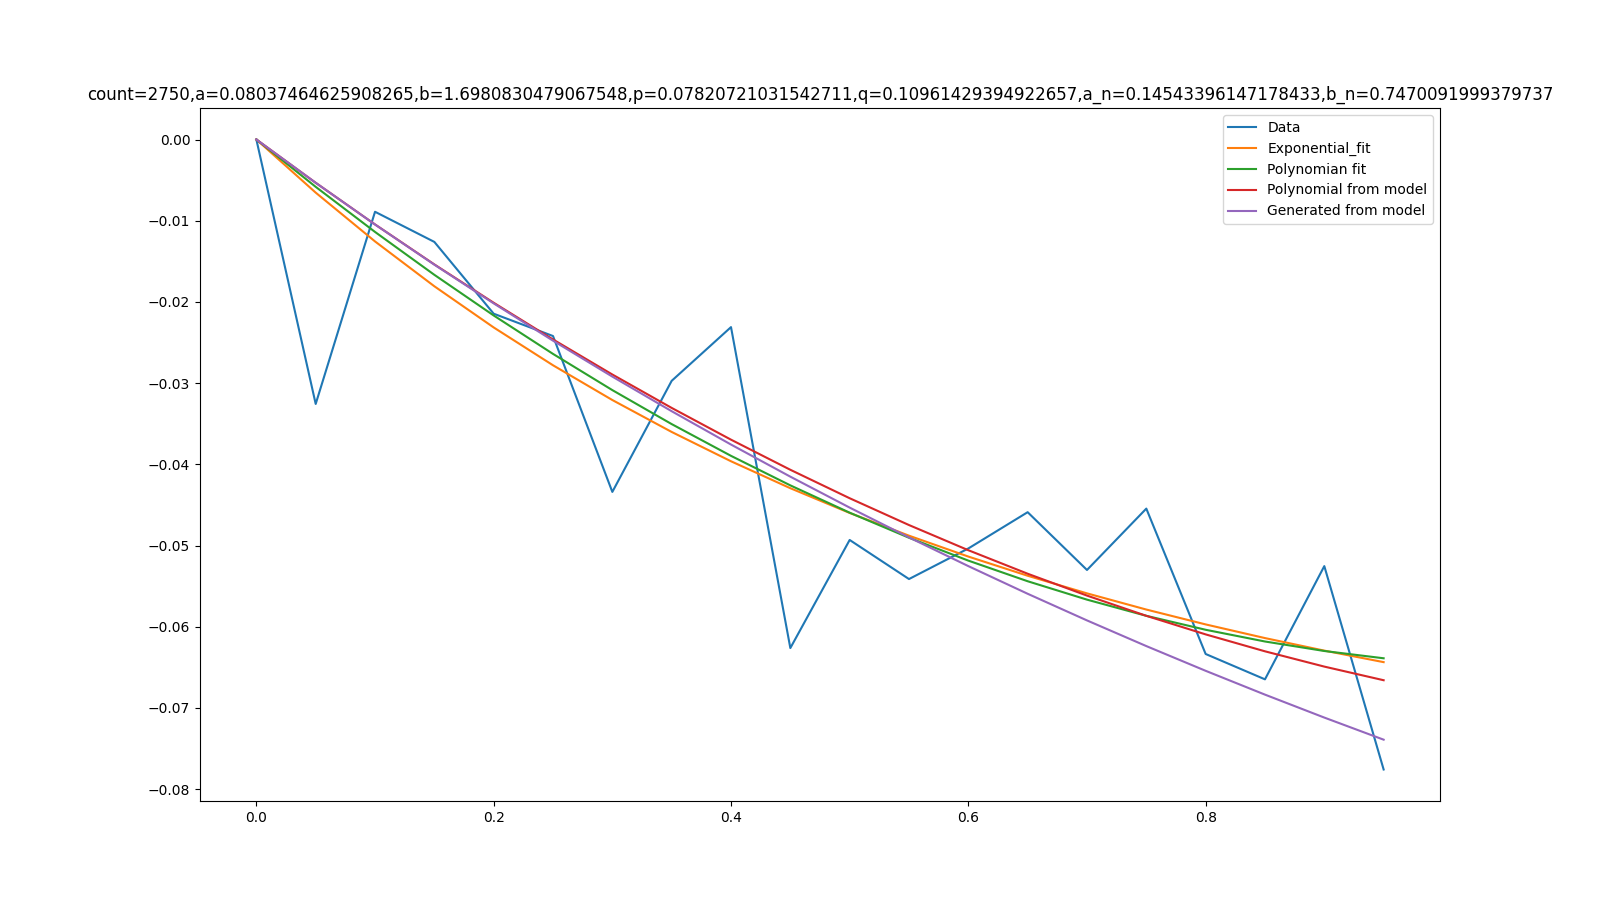 count=2750,a=0.08037464625908265,b=1.6980830479067548,p=0.07820721031542711,q=0.10961429394922657,a_n=0.14543396147178433,b_n=0.7470091999379737
Data
Exponential_fit
Polynomian fit
Polynomial from model
Generated from model
0.00
−0.01
−0.02
−0.03
−0.04
−0.05
−0.06
−0.07
−0.08
0.0 0.2 0.4 0.6 0.8